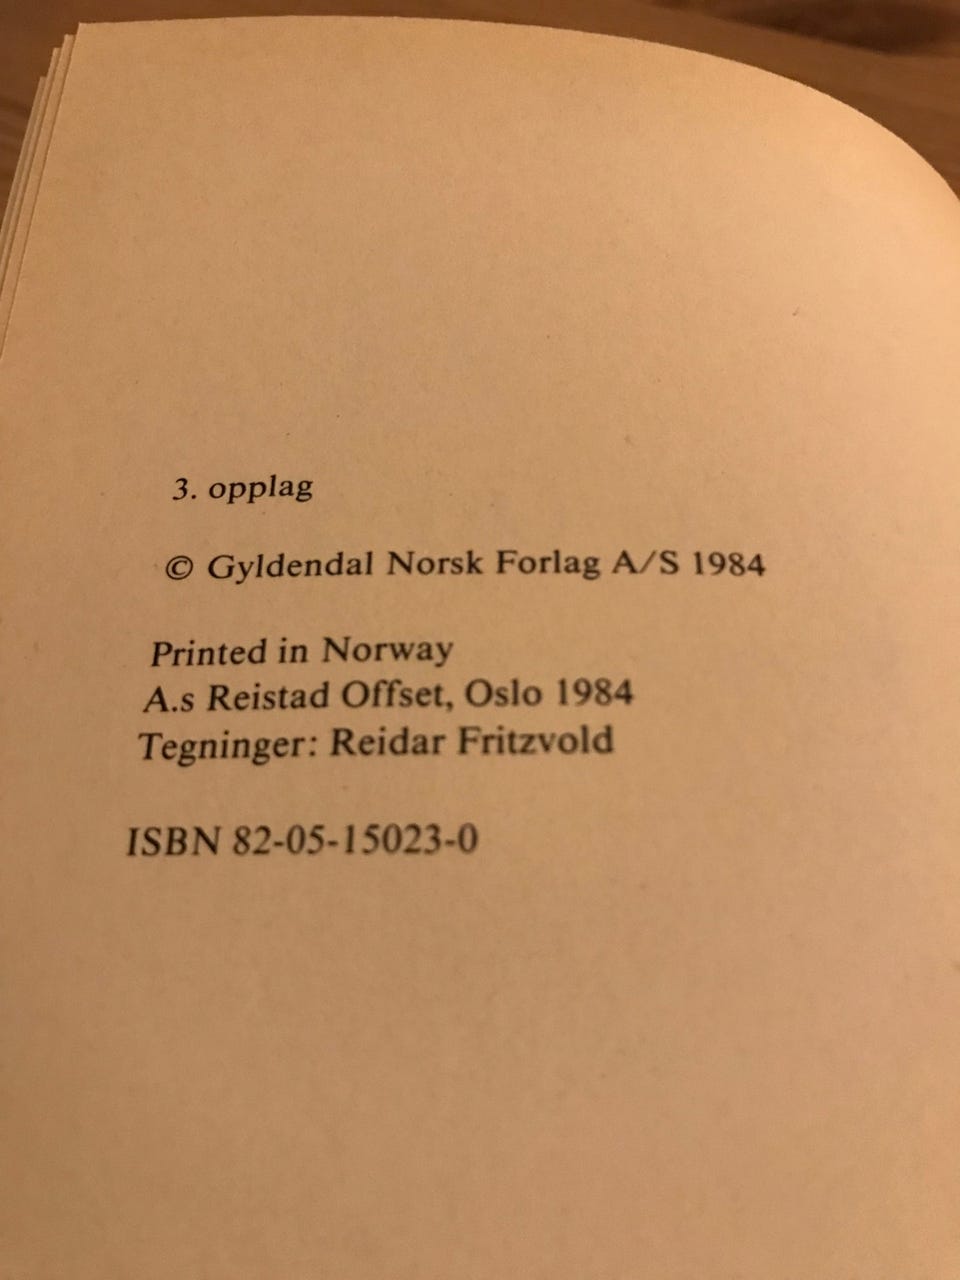 3. opplag
© Gyldendal Norsk Forlag A/S 1984
Printed in Norway
A.s Reistad Offset, Oslo 1984
Tegninger: Reidar Fritzvold
ISBN 82-05-15023-0